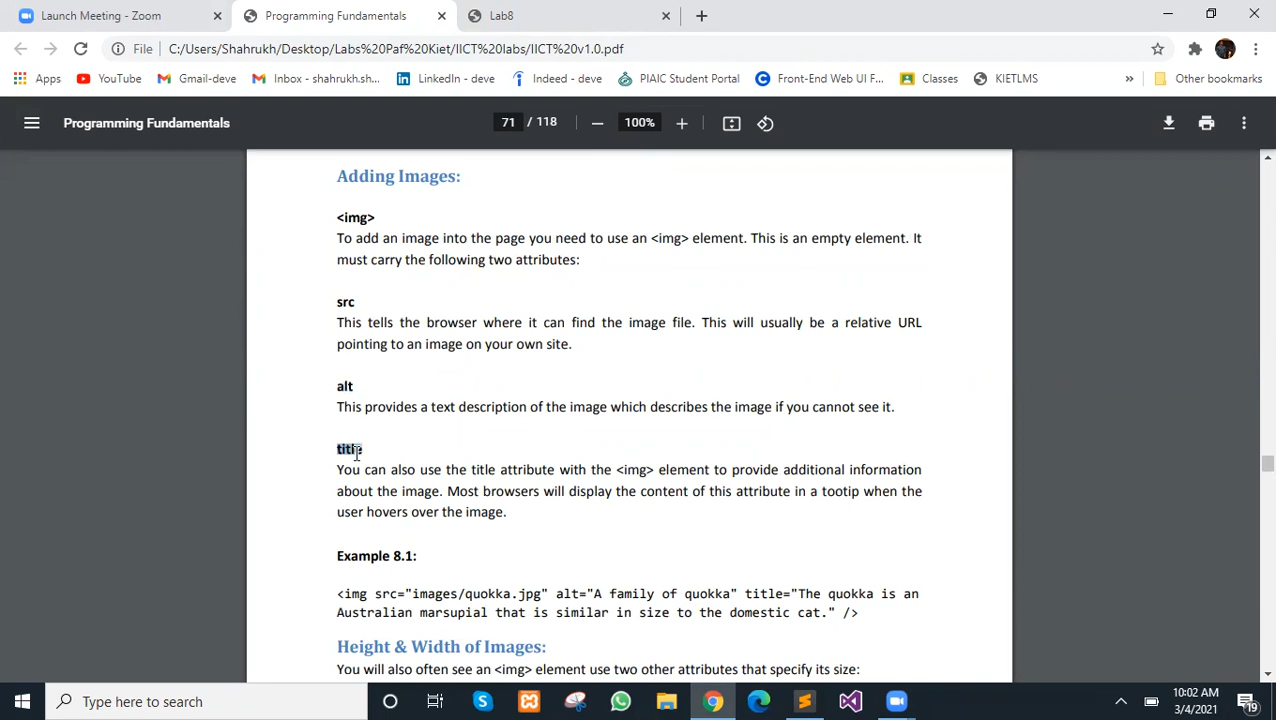 Launch Meeting - Zoom
Programming Fundamentals
Lab8
File
C:/Users/Shahrukh/Desktop/Labs%20Paf%20Kiet/IICT%20labs/IICT%20v1.0.pdf
Apps
YouTube
Gmail-deve
Inbox - shahrukh.sh...
LinkedIn - deve
Indeed - deve
PIAIC Student Portal
Front-End Web UI F...
Classes
KIETLMS
»
Other bookmarks
Programming Fundamentals
71 / 118
100%
Adding Images:
<img>
To add an image into the page you need to use an <img> element. This is an empty element. It
must carry the following two attributes:
src
This tells the browser where it can find the image file. This will usually be a relative URL
pointing to an image on your own site.
alt
This provides a text description of the image which describes the image if you cannot see it.
title
You can also use the title attribute with the <img> element to provide additional information
about the image. Most browsers will display the content of this attribute in a tootip when the
user hovers over the image.
Example 8.1:
<img src="images/quokka.jpg" alt="A family of quokka" title="The quokka is an
Australian marsupial that is similar in size to the domestic cat." />
Height & Width of Images:
You will also often see an <img> element use two other attributes that specify its size:
Type here to search
10:02 AM
3/4/2021
19